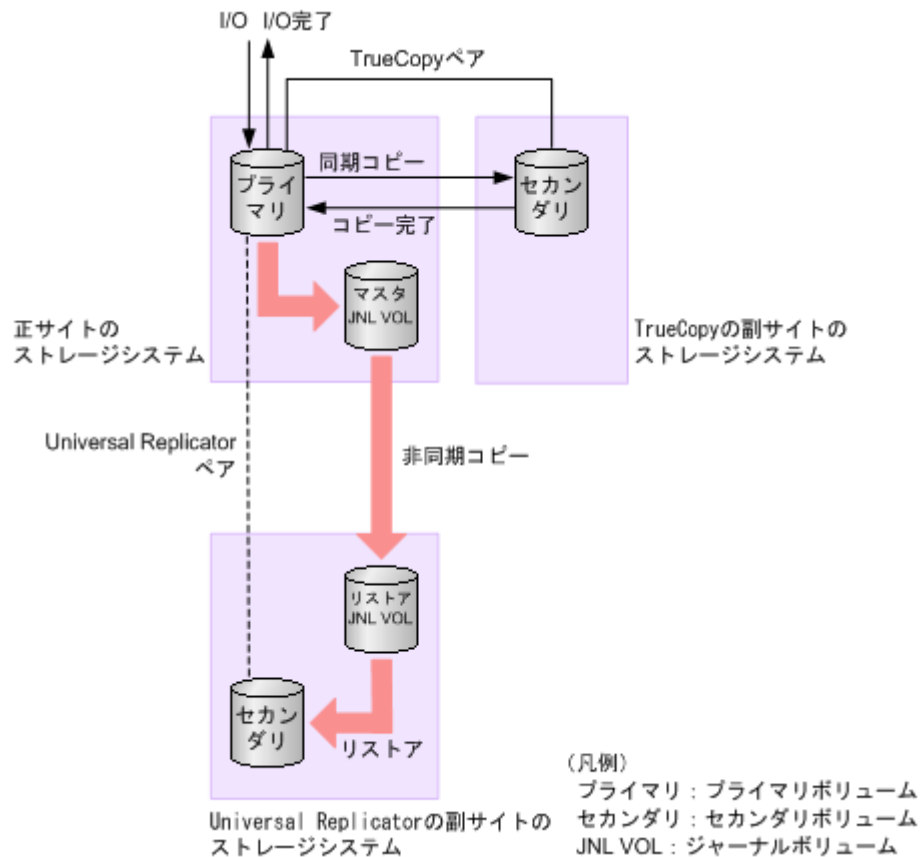 I/O I/O完了
TrueCopyペア
プライ
マリ
同期コピー
セカン
ダリ
コピー完了
マスタ
JNL VOL
正サイトの
ストレージシステム
TrueCopyの副サイトの
ストレージシステム
Universal Replicator
ペア
非同期コピー
リストア
JNL VOL
セカン
ダリ
リストア
Universal Replicatorの副サイトの
ストレージシステム
(凡例)
プライマリ：プライマリボリューム
セカンダリ：セカンダリボリューム
JNL VOL：ジャーナルボリューム